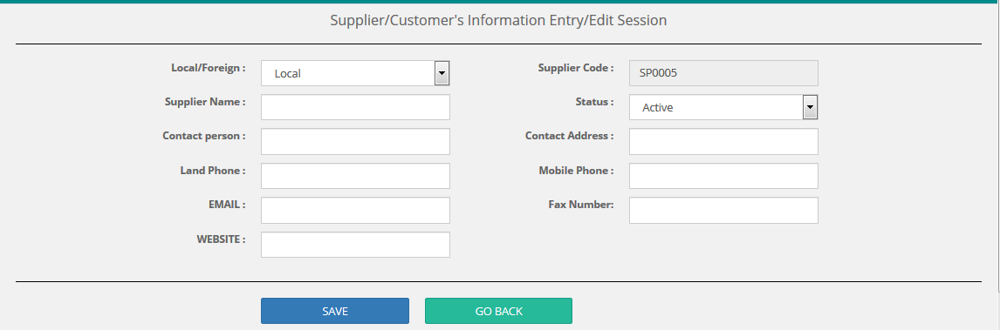 Supplier/Customer's Information Entry/Edit Session
Local/Foreign : Local Supplier Code : SP0005
Supplier Name : Status : Active
Contact person : Contact Address :
Land Phone : Mobile Phone :
EMAIL : Fax Number:
WEBSITE :
SAVE GO BACK